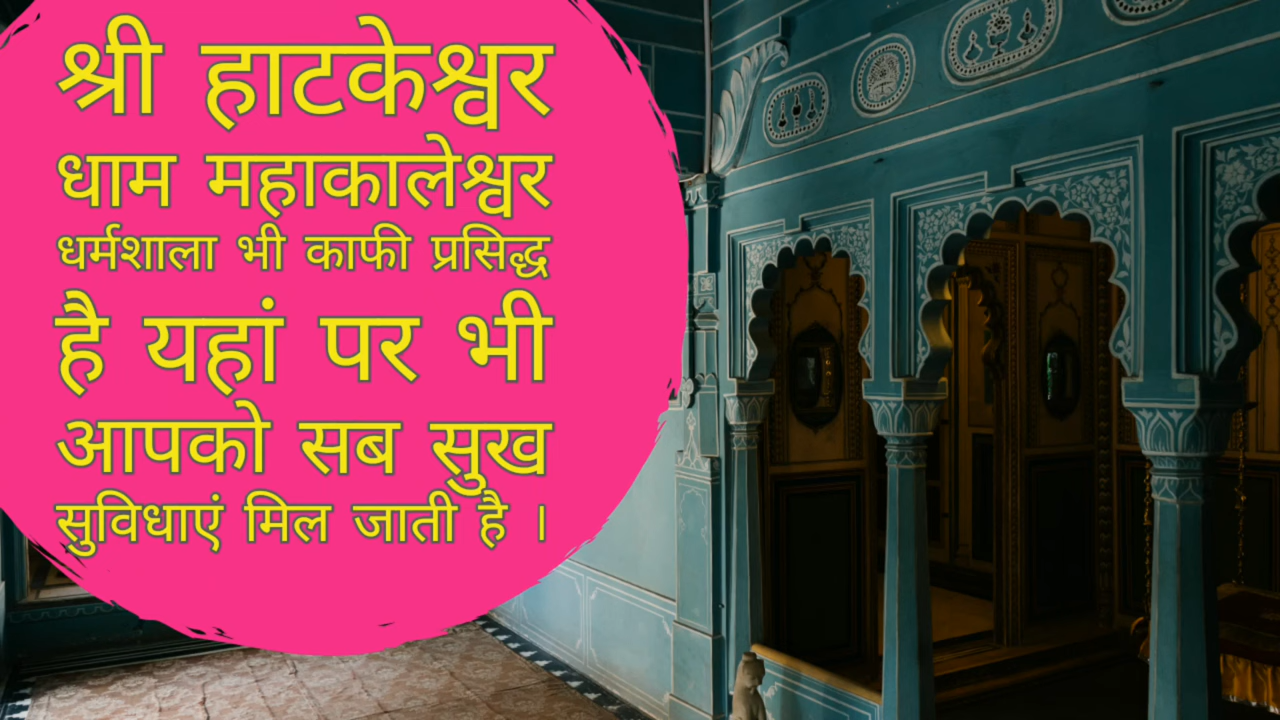 श्री हाटकेश्वर
धाम महाकालेश्वर
धर्मशाला भी काफी प्रसिद्ध
है यहां पर भी
आपको सब सुख
सुविधाएं मिल जाती है ।